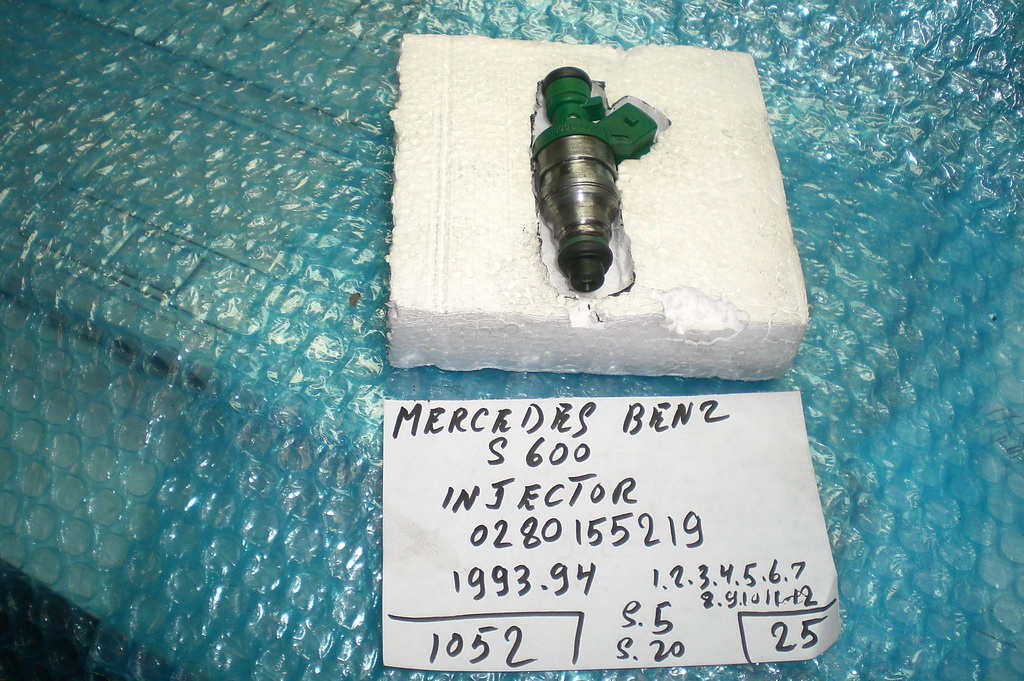 MERCEDES BENZ
S 600
INJECTOR
0280155219
1993.94
1.2.3.4.5.6.7
8.9.10.11.12
S.5
S.20
1052
25